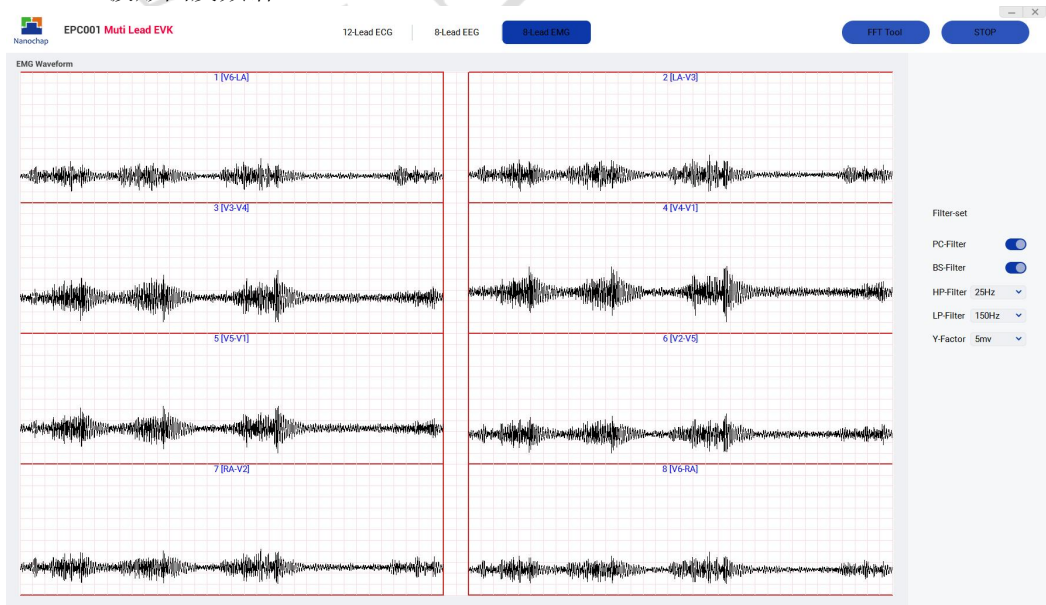 Nanochap
EPC001 Muti Lead EVK
12-Lead ECG
8-Lead EEG
8-Lead EMG
FFT Tool
STOP
EMG Waveform
1 [V6-LA]
2 [LA-V3]
3 [V3-V4]
4 [V4-V1]
5 [V5-V1]
6 [V2-V5]
7 [RA-V2]
8 [V6-RA]
Filter-set
PC-Filter
BS-Filter
HP-Filter 25Hz
LP-Filter 150Hz
Y-Factor 5mv